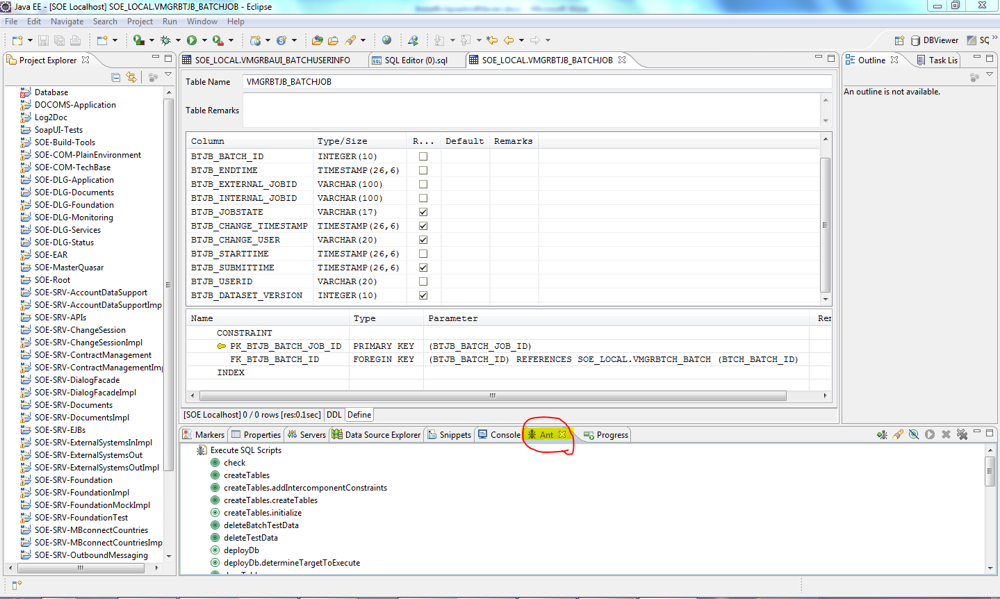 Java EE - [SOE Localhost] SOE_LOCAL.VMGRBTJB_BATCHJOB - Eclipse
File Edit Navigate Search Project Run Window Help
DBViewer SQ
Project Explorer
Database
DOCOMS-Application
Log2Doc
SoapUI-Tests
SOE-Build-Tools
SOE-COM-PlainEnvironment
SOE-COM-TechBase
SOE-DLG-Application
SOE-DLG-Documents
SOE-DLG-Foundation
SOE-DLG-Monitoring
SOE-DLG-Services
SOE-DLG-Status
SOE-EAR
SOE-MasterQuasar
SOE-Root
SOE-SRV-AccountDataSupport
SOE-SRV-AccountDataSupportImp
SOE-SRV-APIs
SOE-SRV-ChangeSession
SOE-SRV-ChangeSessionImpl
SOE-SRV-ContractManagement
SOE-SRV-ContractManagementImp
SOE-SRV-DialogFacade
SOE-SRV-DialogFacadeImpl
SOE-SRV-Documents
SOE-SRV-DocumentsImpl
SOE-SRV-EJBs
SOE-SRV-ExternalSystemsInImpl
SOE-SRV-ExternalSystemsOut
SOE-SRV-ExternalSystemsOutImpl
SOE-SRV-Foundation
SOE-SRV-FoundationImpl
SOE-SRV-FoundationMockImpl
SOE-SRV-FoundationTest
SOE-SRV-MBconnectCountries
SOE-SRV-MBconnectCountriesImp
SOE-SRV-OutboundMessaging
SOE_LOCAL.VMGRBAUI_BATCHUSERINFO SQL Editor (0).sql SOE_LOCAL.VMGRBTJB_BATCHJOB
Table Name VMGRBTJB_BATCHJOB
Table Remarks
Column Type/Size R... Default Remarks
BTJB_BATCH_ID INTEGER(10)
BTJB_ENDTIME TIMESTAMP(26,6)
BTJB_EXTERNAL_JOBID VARCHAR(100)
BTJB_INTERNAL_JOBID VARCHAR(100)
BTJB_JOBSTATE VARCHAR(17)
BTJB_CHANGE_TIMESTAMP TIMESTAMP(26,6)
BTJB_CHANGE_USER VARCHAR(20)
BTJB_STARTTIME TIMESTAMP(26,6)
BTJB_SUBMITTIME TIMESTAMP(26,6)
BTJB_USERID VARCHAR(20)
BTJB_DATASET_VERSION INTEGER(10)
Name Type Parameter Rer
CONSTRAINT
PK_BTJB_BATCH_JOB_ID PRIMARY KEY (BTJB_BATCH_JOB_ID)
FK_BTJB_BATCH_ID FOREGIN KEY (BTJB_BATCH_ID) REFERENCES SOE_LOCAL.VMGRBTCH_BATCH (BTCH_BATCH_ID)
INDEX
[SOE Localhost] 0 / 0 rows [res:0.1sec] DDL Define
Outline Task Lis
An outline is not available.
Markers Properties Servers Data Source Explorer Snippets Console Ant Progress
Execute SQL Scripts
check
createTables
createTables.addIntercomponentConstraints
createTables.createTables
createTables.initialize
deleteBatchTestData
deleteTestData
deployDb
deployDb.determineTargetToExecute